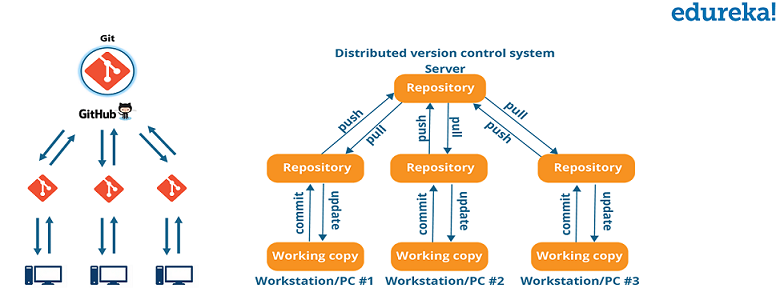 edureka!
Git
GitHub
Distributed version control system
Server
Repository
push
pull
push
pull
push
pull
Repository
Repository
Repository
commit
update
commit
update
commit
update
Working copy
Working copy
Working copy
Workstation/PC #1
Workstation/PC #2
Workstation/PC #3